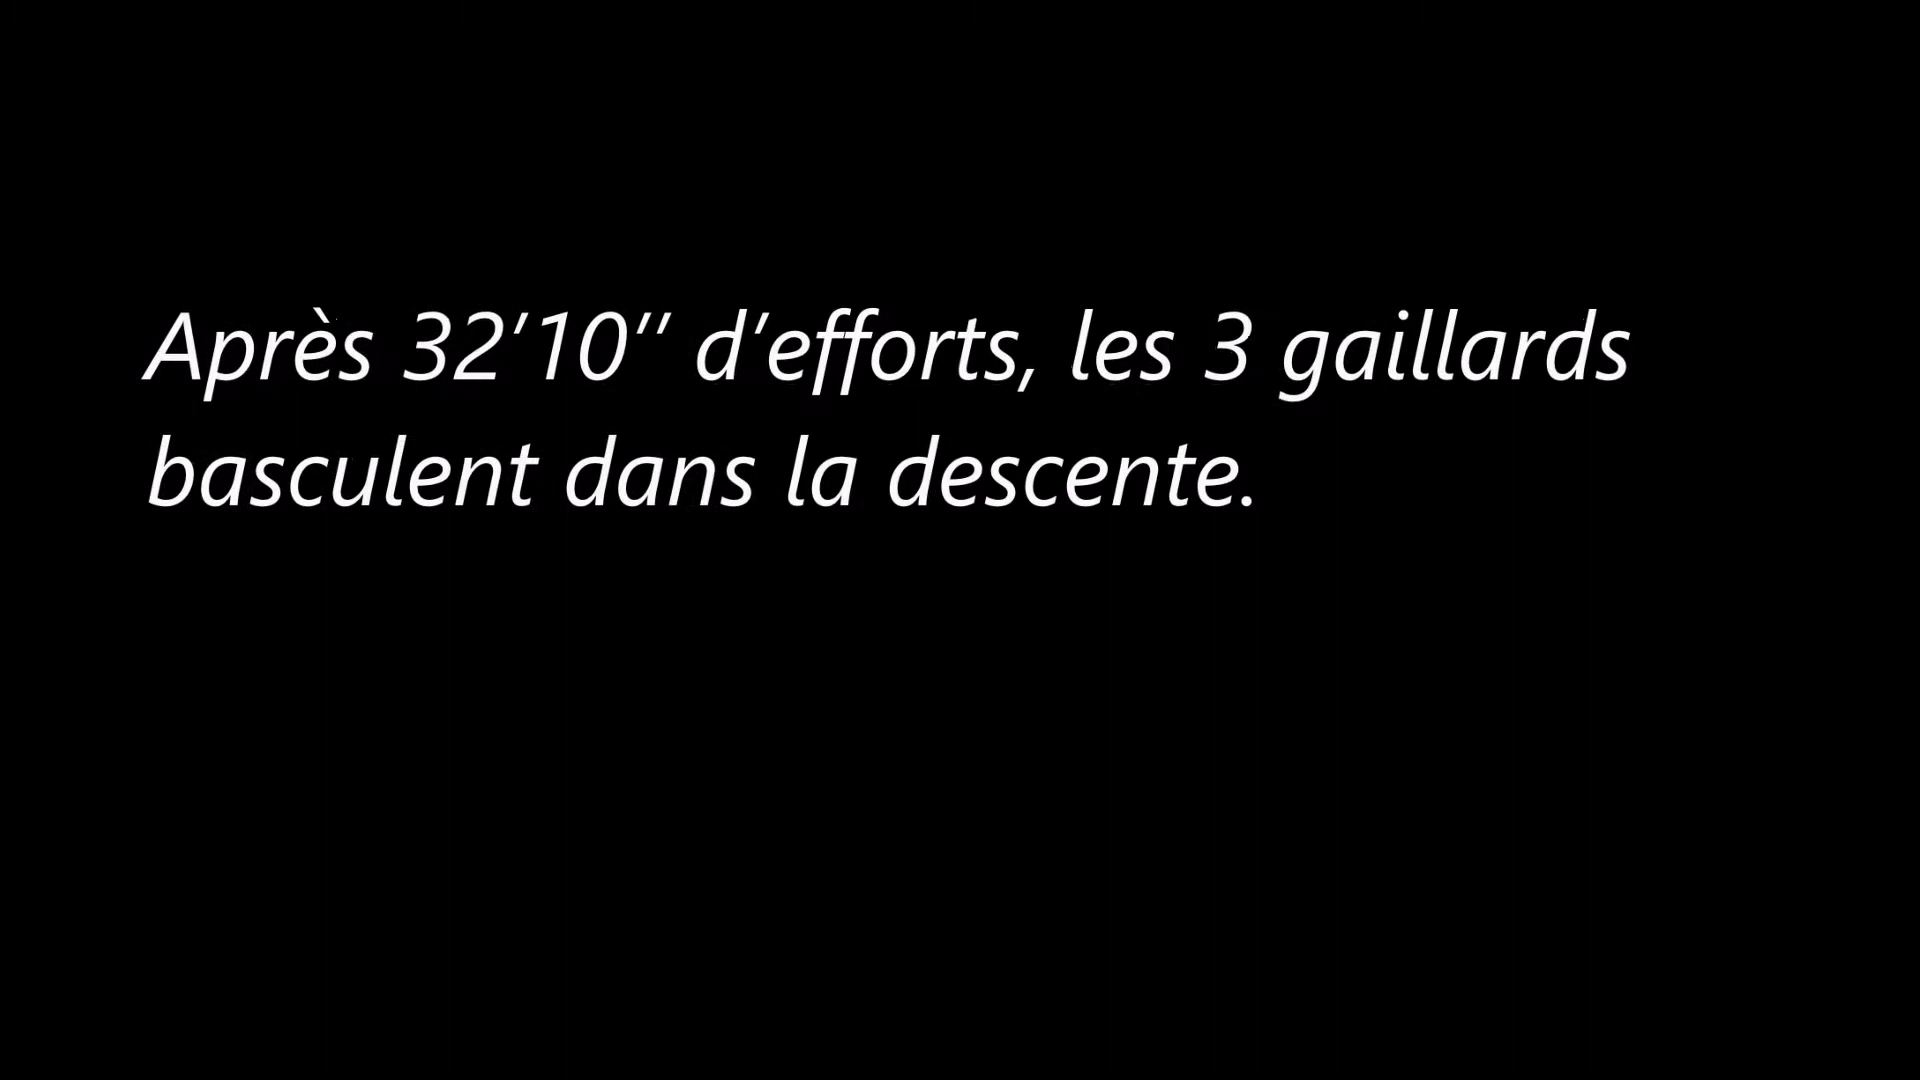 Après 32’10’’ d’efforts, les 3 gaillards
basculent dans la descente.